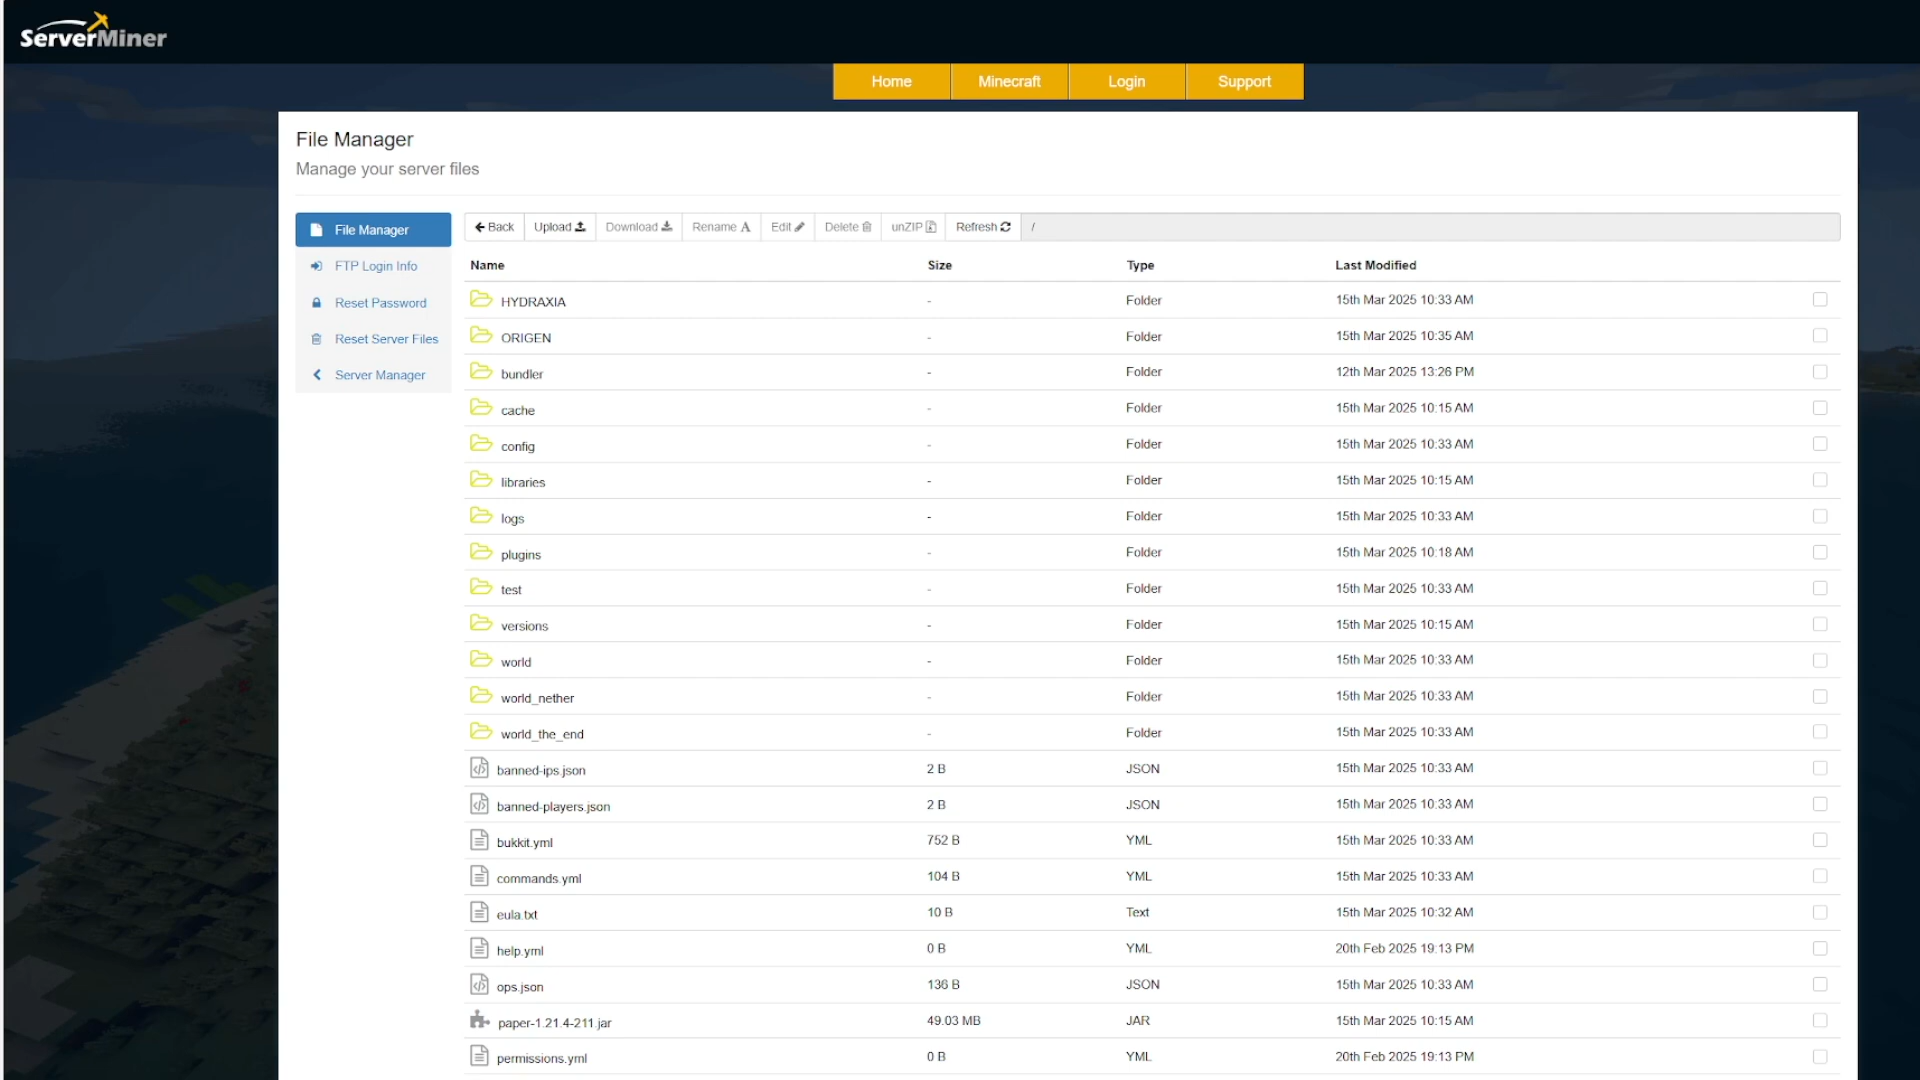 ServerMiner
Home Minecraft Login Support
File Manager
Manage your server files
File Manager
FTP Login Info
Reset Password
Reset Server Files
Server Manager
Back Upload Download Rename Edit Delete unZIP Refresh /
Name Size Type Last Modified
HYDRAXIA - Folder 15th Mar 2025 10:33 AM
ORIGEN - Folder 15th Mar 2025 10:35 AM
bundler - Folder 12th Mar 2025 13:26 PM
cache - Folder 15th Mar 2025 10:15 AM
config - Folder 15th Mar 2025 10:33 AM
libraries - Folder 15th Mar 2025 10:15 AM
logs - Folder 15th Mar 2025 10:33 AM
plugins - Folder 15th Mar 2025 10:18 AM
test - Folder 15th Mar 2025 10:33 AM
versions - Folder 15th Mar 2025 10:15 AM
world - Folder 15th Mar 2025 10:33 AM
world_nether - Folder 15th Mar 2025 10:33 AM
world_the_end - Folder 15th Mar 2025 10:33 AM
banned-ips.json 2 B JSON 15th Mar 2025 10:33 AM
banned-players.json 2 B JSON 15th Mar 2025 10:33 AM
bukkit.yml 752 B YML 15th Mar 2025 10:33 AM
commands.yml 104 B YML 15th Mar 2025 10:33 AM
eula.txt 10 B Text 15th Mar 2025 10:32 AM
help.yml 0 B YML 20th Feb 2025 19:13 PM
ops.json 136 B JSON 15th Mar 2025 10:33 AM
paper-1.21.4-211.jar 49.03 MB JAR 15th Mar 2025 10:15 AM
permissions.yml 0 B YML 20th Feb 2025 19:13 PM